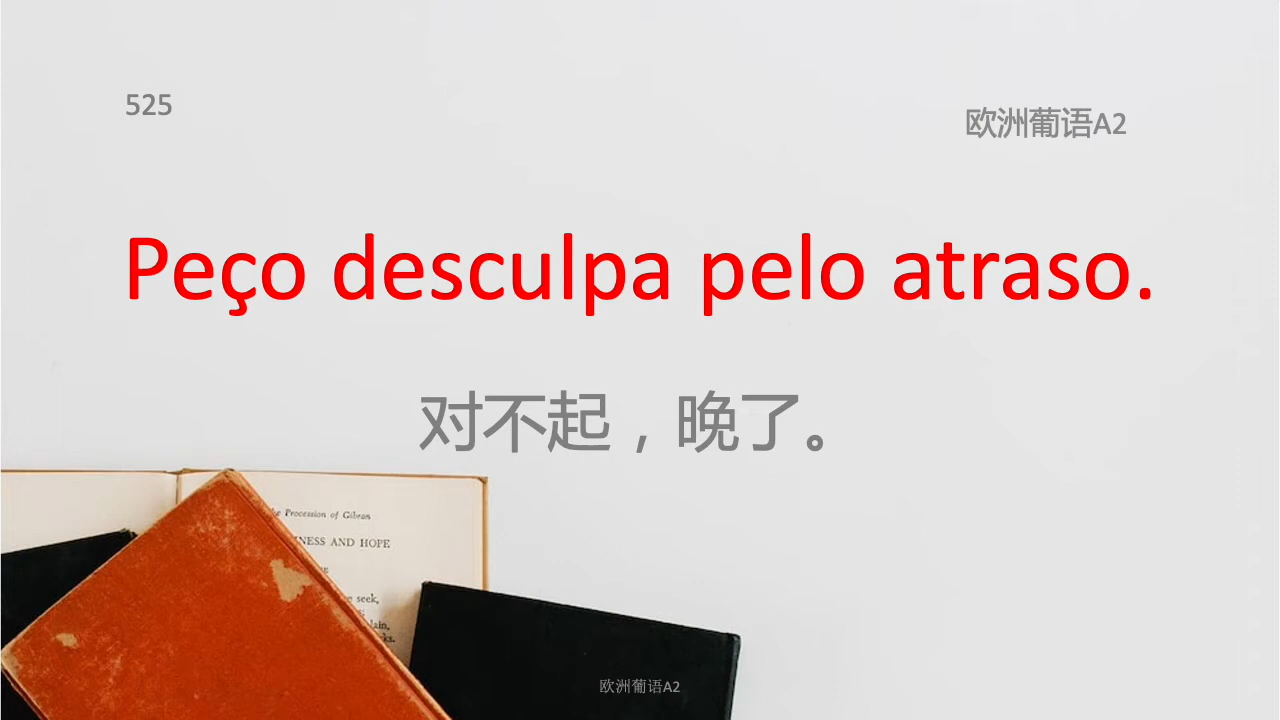 525
欧洲葡语A2
Peço desculpa pelo atraso.
对不起，晚了。
Procession of Gibran
AND HOPE
seek,
欧洲葡语A2